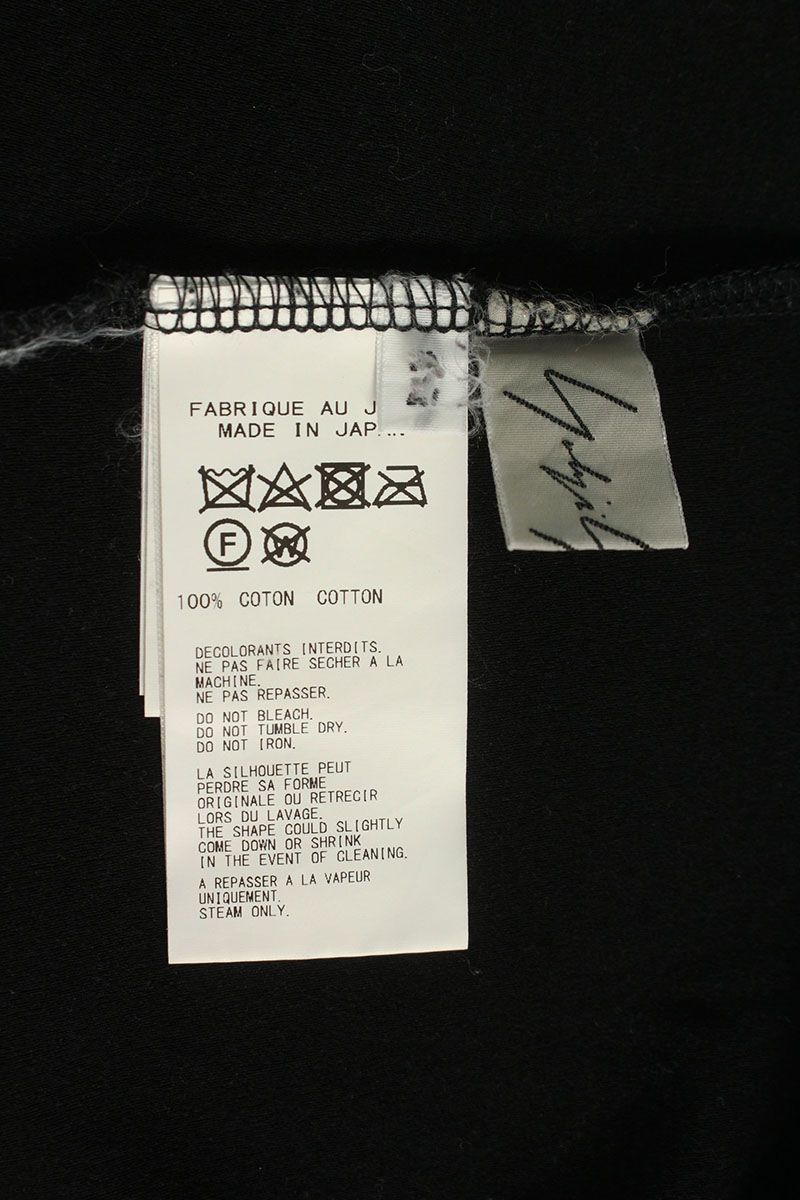 FABRIQUE AU
MADE IN JAPAN
F W
100% COTON COTTON
DECOLORANTS INTERDITS.
NE PAS FAIRE SECHER A LA
MACHINE.
NE PAS REPASSER.
DO NOT BLEACH.
DO NOT TUMBLE DRY.
DO NOT IRON.
LA SILHOUETTE PEUT
PERDRE SA FORME
ORIGINALE OU RETRECIR
LORS DU LAVAGE.
THE SHAPE COULD SLIGHTLY
COME DOWN OR SHRINK
IN THE EVENT OF CLEANING.
A REPASSER A LA VAPEUR
UNIQUEMENT.
STEAM ONLY.